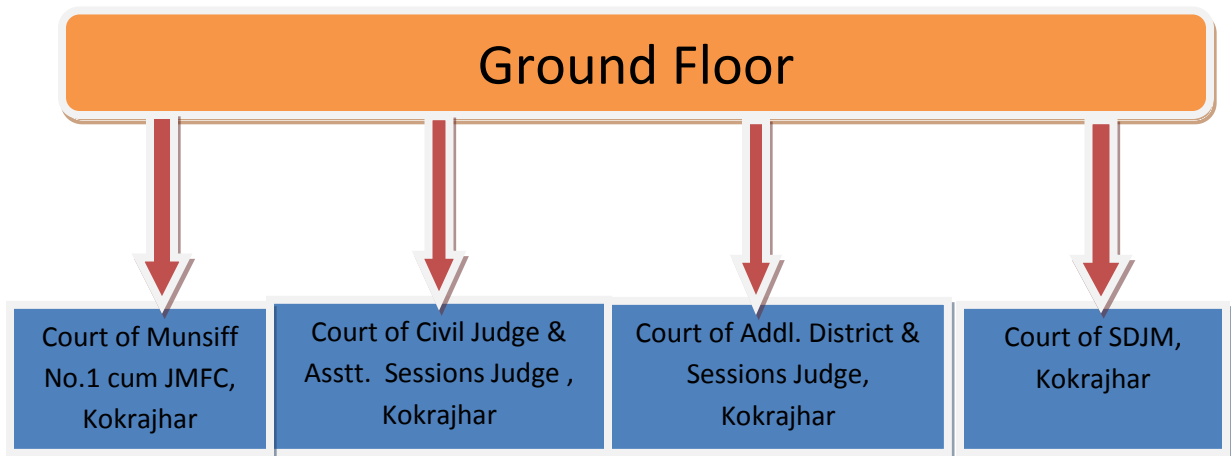 Ground Floor
Court of Munsiff
No.1 cum JMFC,
Kokrajhar
Court of Civil Judge &
Asstt. Sessions Judge ,
Kokrajhar
Court of Addl. District &
Sessions Judge,
Kokrajhar
Court of SDJM,
Kokrajhar